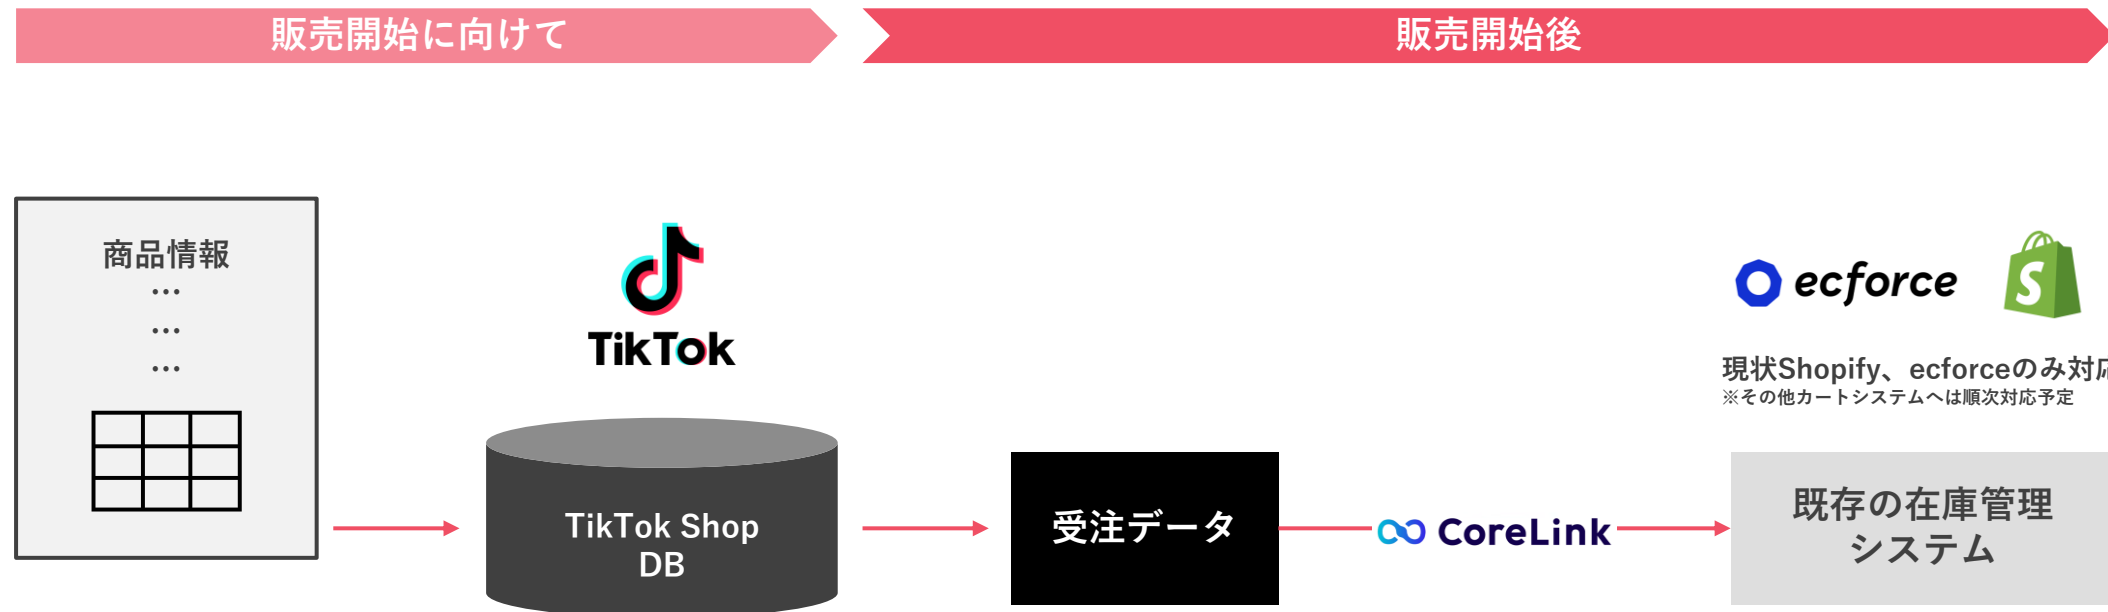 販売開始に向けて
販売開始後
商品情報
…
…
…
TikTok
TikTok Shop
DB
受注データ
CoreLink
ecforce
現状Shopify、ecforceのみ対応
※その他カートシステムへは順次対応予定
既存の在庫管理
システム